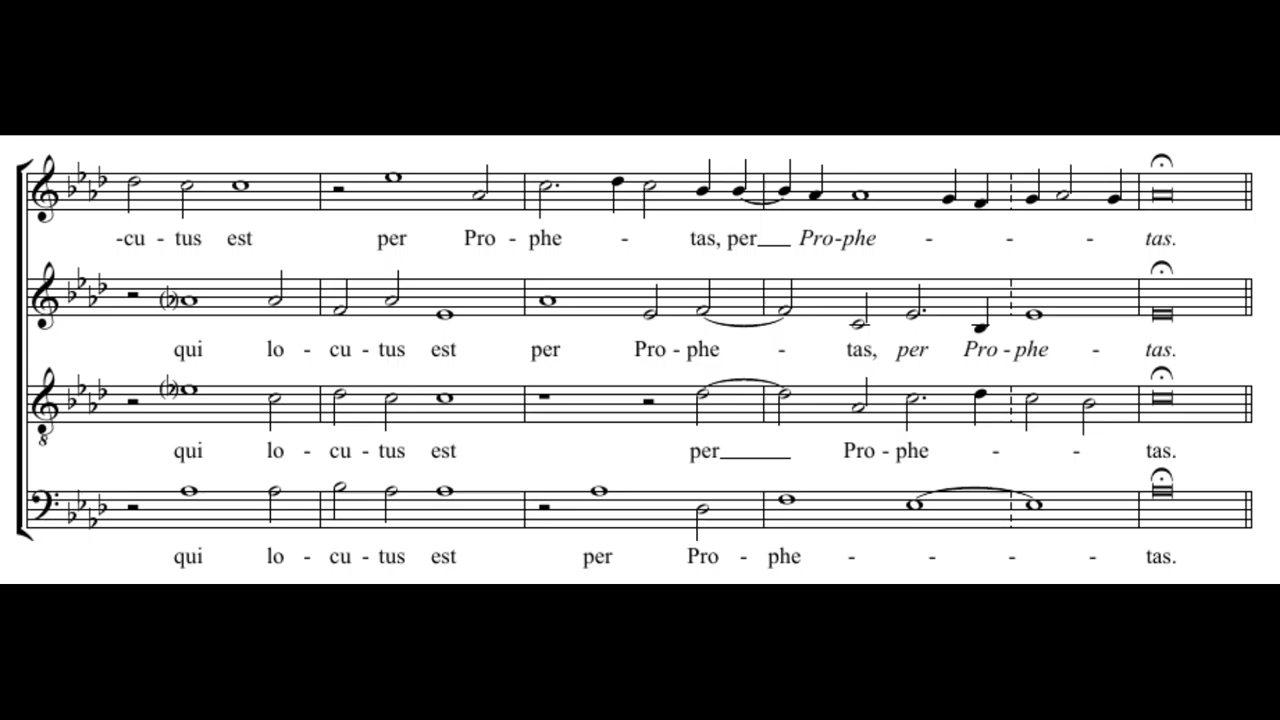 -cu - tus est per Pro - phe - tas, per Pro-phe - - - tas.
qui lo - cu - tus est per Pro - phe - tas, per Pro - phe - tas.
8
qui lo - cu - tus est per Pro - phe - - tas.
qui lo - cu - tus est per Pro - phe - - - - tas.